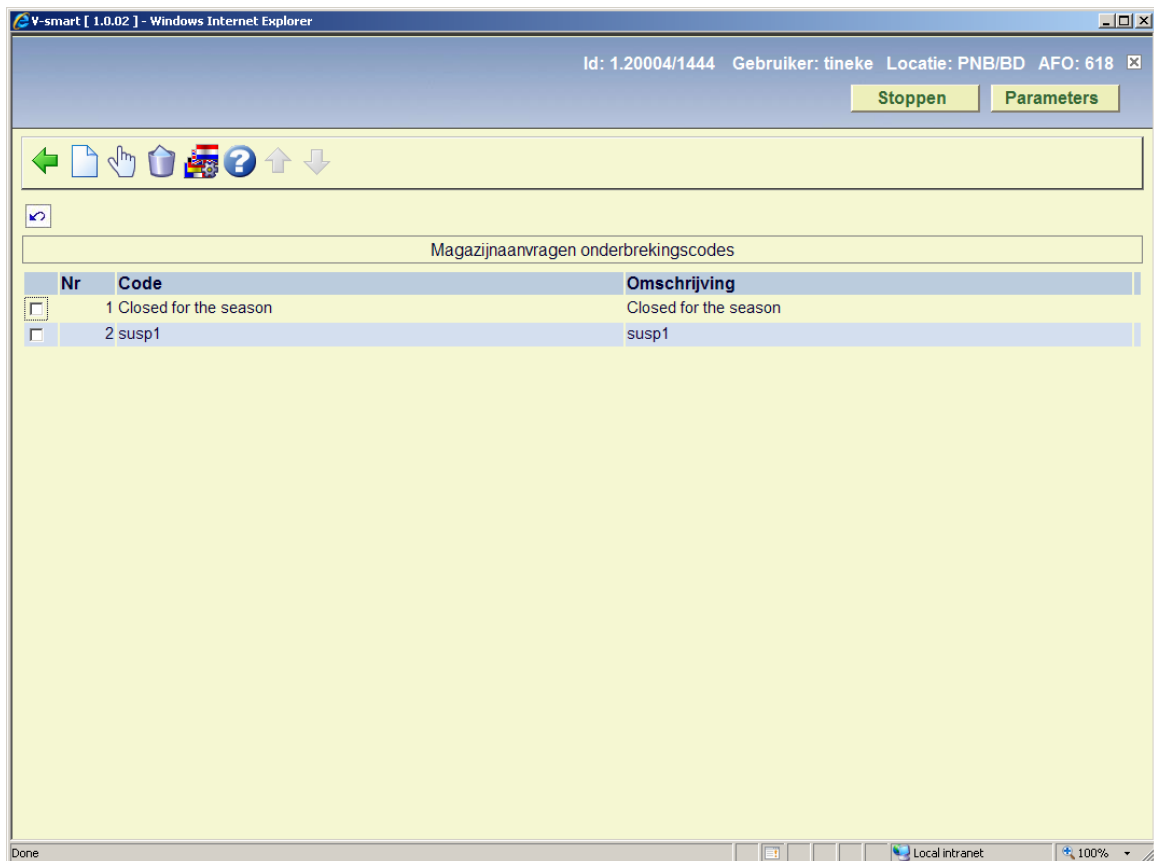 V-smart [ 1.0.02 ] - Windows Internet Explorer
Id: 1.20004/1444 Gebruiker: tineke Locatie: PNB/BD AFO: 618
Stoppen Parameters
Magazijnaanvragen onderbrekingscodes
Nr Code Omschrijving
1 Closed for the season Closed for the season
2 susp1 susp1
Done Local intranet 100%